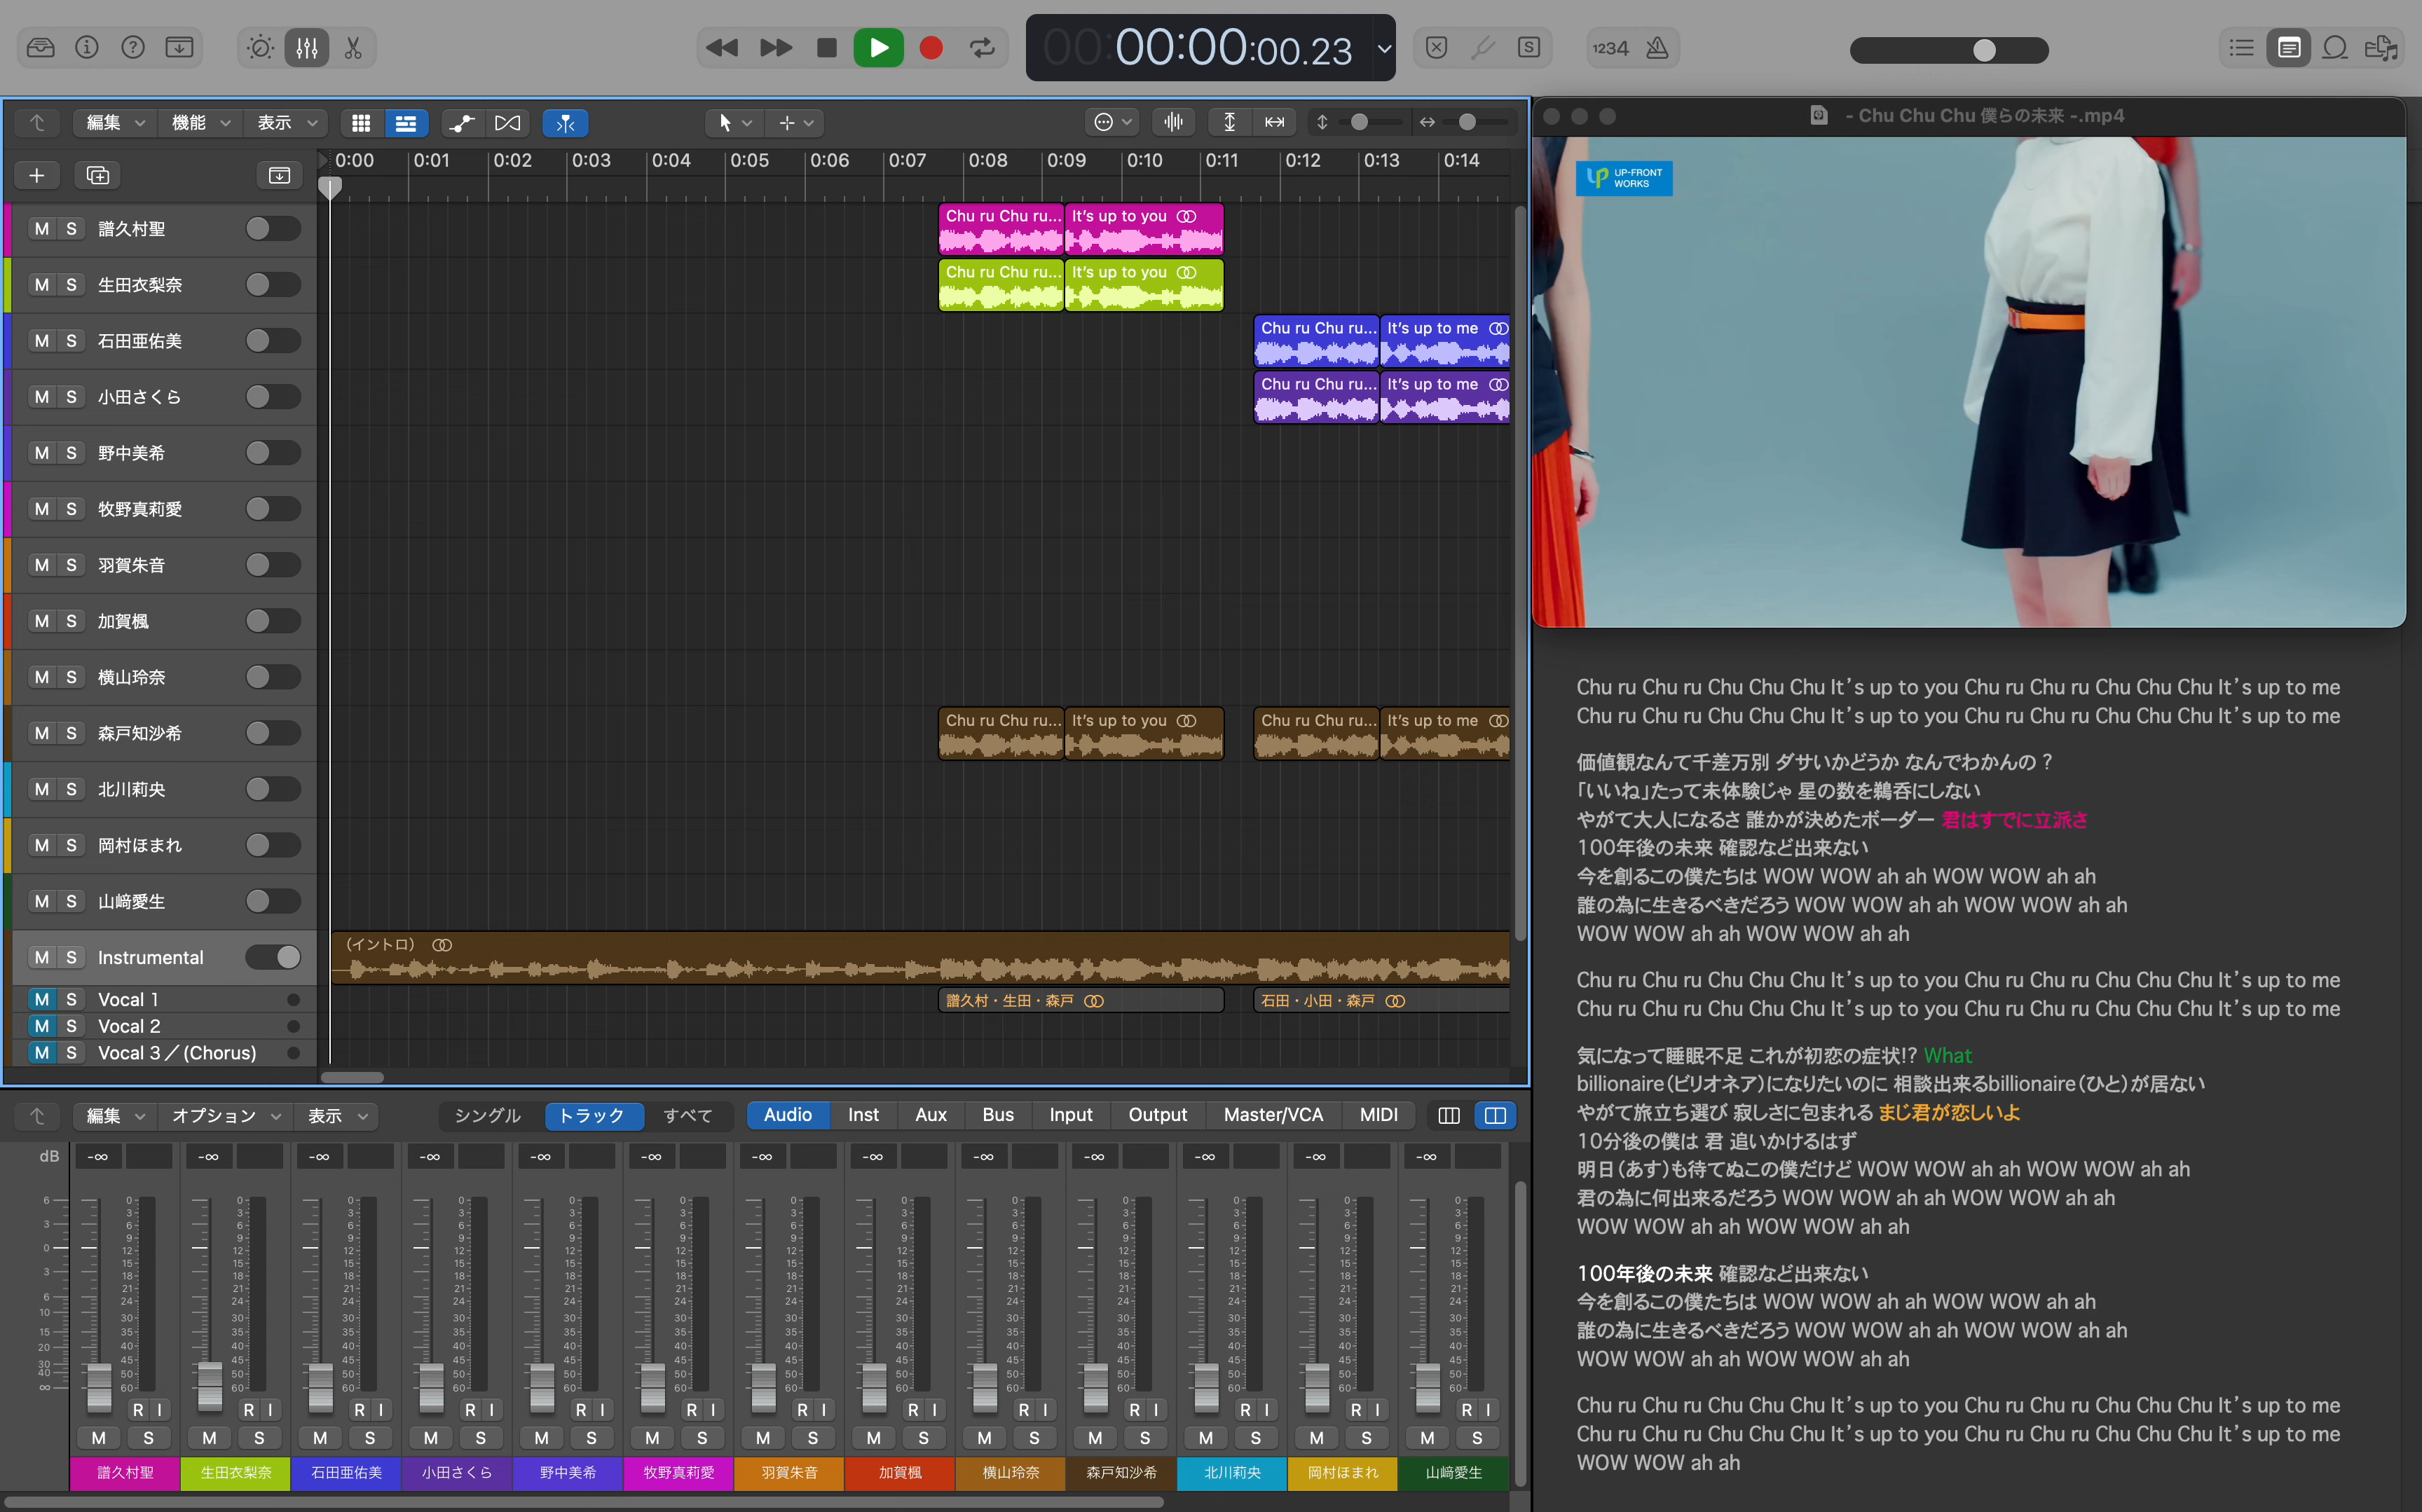 00:00:00:00.23
1234
編集 機能 表示
0:00 0:01 0:02 0:03 0:04 0:05 0:06 0:07 0:08 0:09 0:10 0:11 0:12 0:13 0:14
M S 譜久村聖
Chu ru Chu ru... It's up to you
M S 生田衣梨奈
Chu ru Chu ru... It's up to you
M S 石田亜佑美
Chu ru Chu ru... It's up to me
M S 小田さくら
Chu ru Chu ru... It's up to me
M S 野中美希
M S 牧野真莉愛
M S 羽賀朱音
M S 加賀楓
M S 横山玲奈
M S 森戸知沙希
Chu ru Chu ru... It's up to you Chu ru Chu ru... It's up to me
M S 北川莉央
M S 岡村ほまれ
M S 山﨑愛生
M S Instrumental
(イントロ)
M S Vocal 1
譜久村・生田・森戸 石田・小田・森戸
M S Vocal 2
M S Vocal 3／(Chorus)
編集 オプション 表示 シングル トラック すべて Audio Inst Aux Bus Input Output Master/VCA MIDI
dB -∞ -∞ -∞ -∞ -∞ -∞ -∞ -∞ -∞ -∞ -∞ -∞ -∞
6 3 0 3 6 10 15 20 30 40 ∞
0 3 6 9 12 15 18 21 24 30 35 40 45 50 60
R I R I R I R I R I R I R I R I R I R I R I R I R I
M S M S M S M S M S M S M S M S M S M S M S M S M S
譜久村聖 生田衣梨奈 石田亜佑美 小田さくら 野中美希 牧野真莉愛 羽賀朱音 加賀楓 横山玲奈 森戸知沙希 北川莉央 岡村ほまれ 山﨑愛生
- Chu Chu Chu 僕らの未来 -.mp4
UP-FRONT
WORKS
Chu ru Chu ru Chu Chu Chu It's up to you Chu ru Chu ru Chu Chu Chu It's up to me
Chu ru Chu ru Chu Chu Chu It's up to you Chu ru Chu ru Chu Chu Chu It's up to me
価値観なんて千差万別 ダサいかどうか なんでわかんの？
「いいね」たって未体験じゃ 星の数を鵜呑にしない
やがて大人になるさ 誰かが決めたボーダー 君はすでに立派さ
100年後の未来 確認など出来ない
今を創るこの僕たちは WOW WOW ah ah WOW WOW ah ah
誰の為に生きるべきだろう WOW WOW ah ah WOW WOW ah ah
WOW WOW ah ah WOW WOW ah ah
Chu ru Chu ru Chu Chu Chu It's up to you Chu ru Chu ru Chu Chu Chu It's up to me
Chu ru Chu ru Chu Chu Chu It's up to you Chu ru Chu ru Chu Chu Chu It's up to me
気になって睡眠不足 これが初恋の症状!? What
billionaire（ビリオネア）になりたいのに 相談出来るbillionaire（ひと）が居ない
やがて旅立ち選び 寂しさに包まれる まじ君が恋しいよ
10分後の僕は 君 追いかけるはず
明日（あす）も待てぬこの僕だけど WOW WOW ah ah WOW WOW ah ah
君の為に何出来るだろう WOW WOW ah ah WOW WOW ah ah
WOW WOW ah ah WOW WOW ah ah
100年後の未来 確認など出来ない
今を創るこの僕たちは WOW WOW ah ah WOW WOW ah ah
誰の為に生きるべきだろう WOW WOW ah ah WOW WOW ah ah
WOW WOW ah ah WOW WOW ah ah
Chu ru Chu ru Chu Chu Chu It's up to you Chu ru Chu ru Chu Chu Chu It's up to me
Chu ru Chu ru Chu Chu Chu It's up to you Chu ru Chu ru Chu Chu Chu It's up to me
WOW WOW ah ah